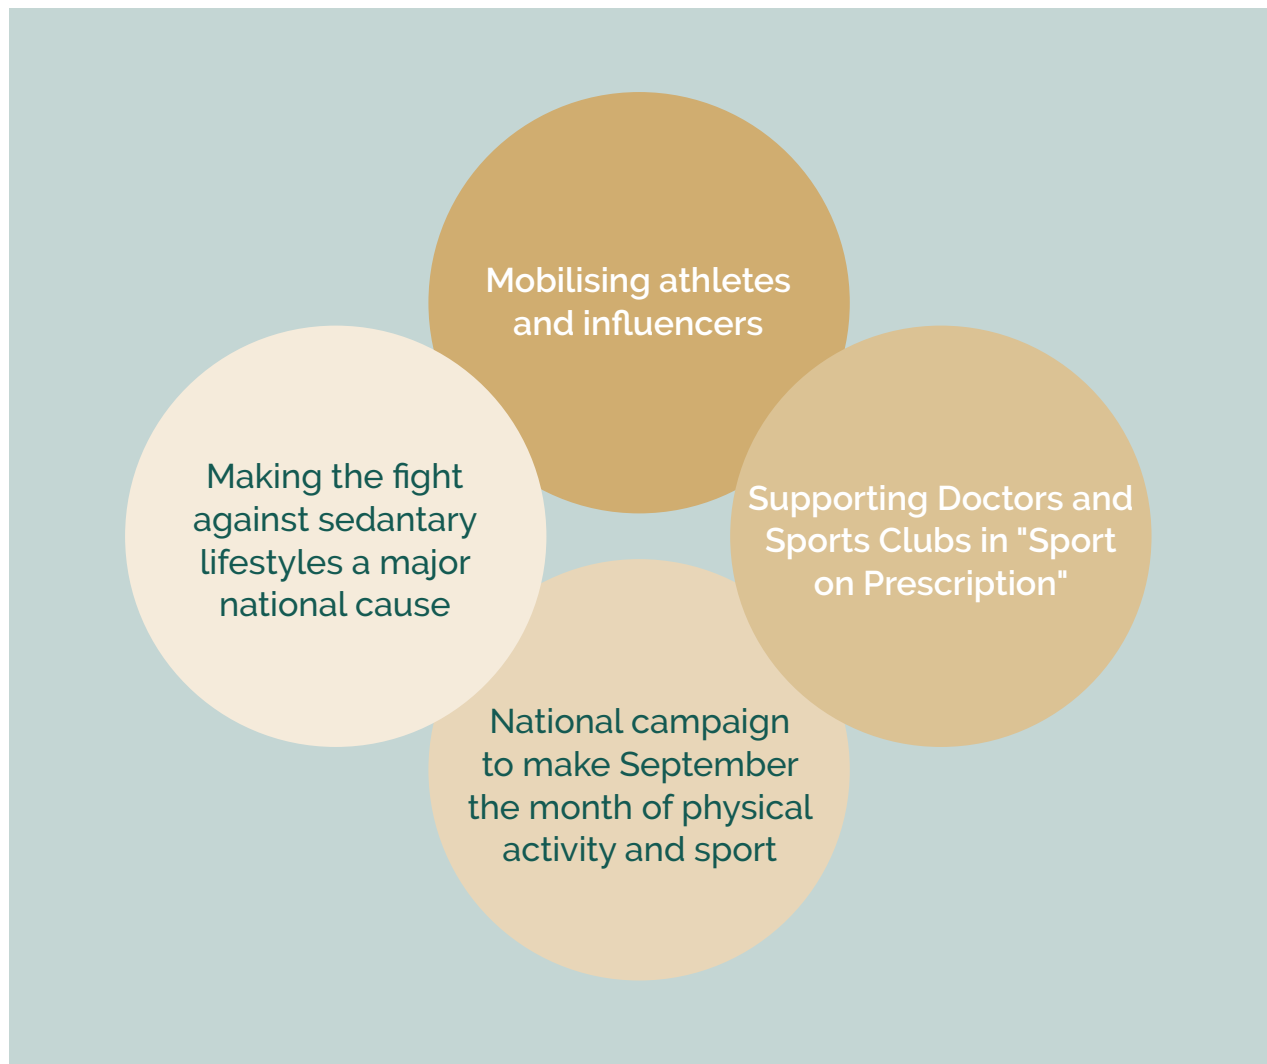 Mobilising athletes
and influencers
Making the fight
against sedantary
lifestyles a major
national cause
Supporting Doctors and
Sports Clubs in "Sport
on Prescription"
National campaign
to make September
the month of physical
activity and sport